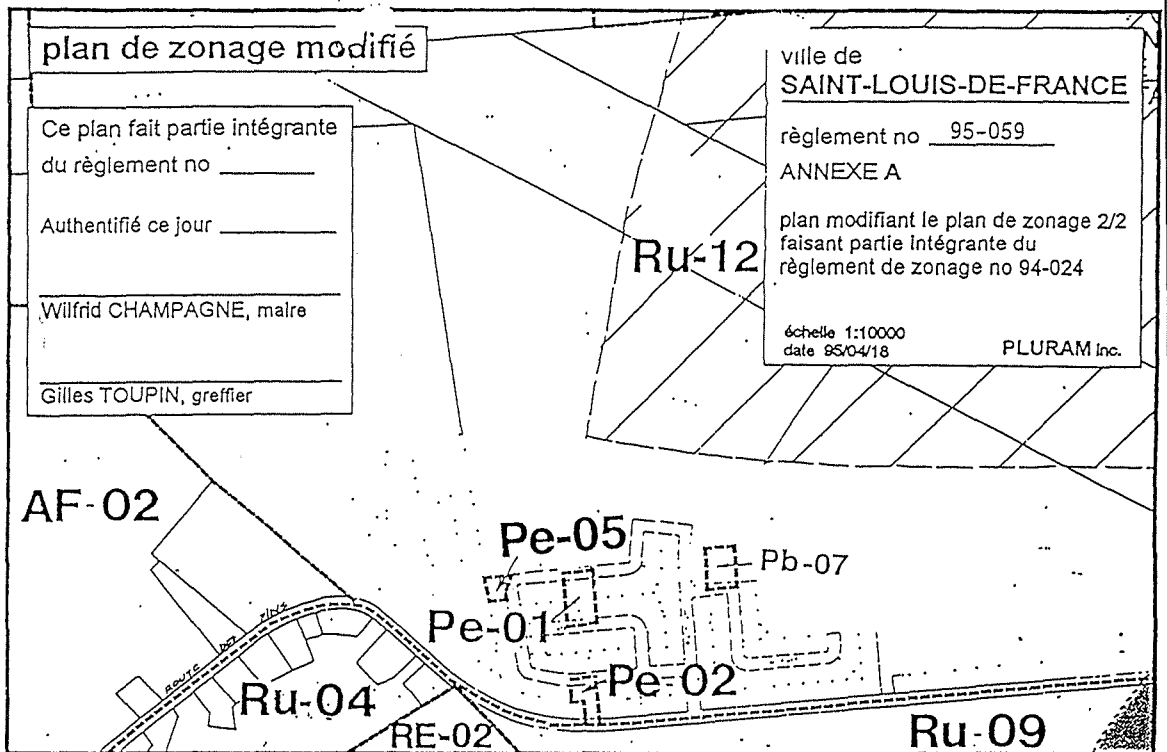 plan de zonage modifié
Ce plan fait partie intégrante
du règlement no
Authentifié ce jour
Wilfrid CHAMPAGNE, maire
Gilles TOUPIN, greffier
ville de
SAINT-LOUIS-DE-FRANCE
règlement no 95-059
ANNEXE A
plan modifiant le plan de zonage 2/2
faisant partie intégrante du
règlement de zonage no 94-024
échelle 1:10000
date 95/04/18 PLURAM inc.
Ru-12
AF-02
Pe-05
Pb-07
Pe-01
ROUTE DES PINS
Pe-02
Ru-04
RE-02
Ru-09